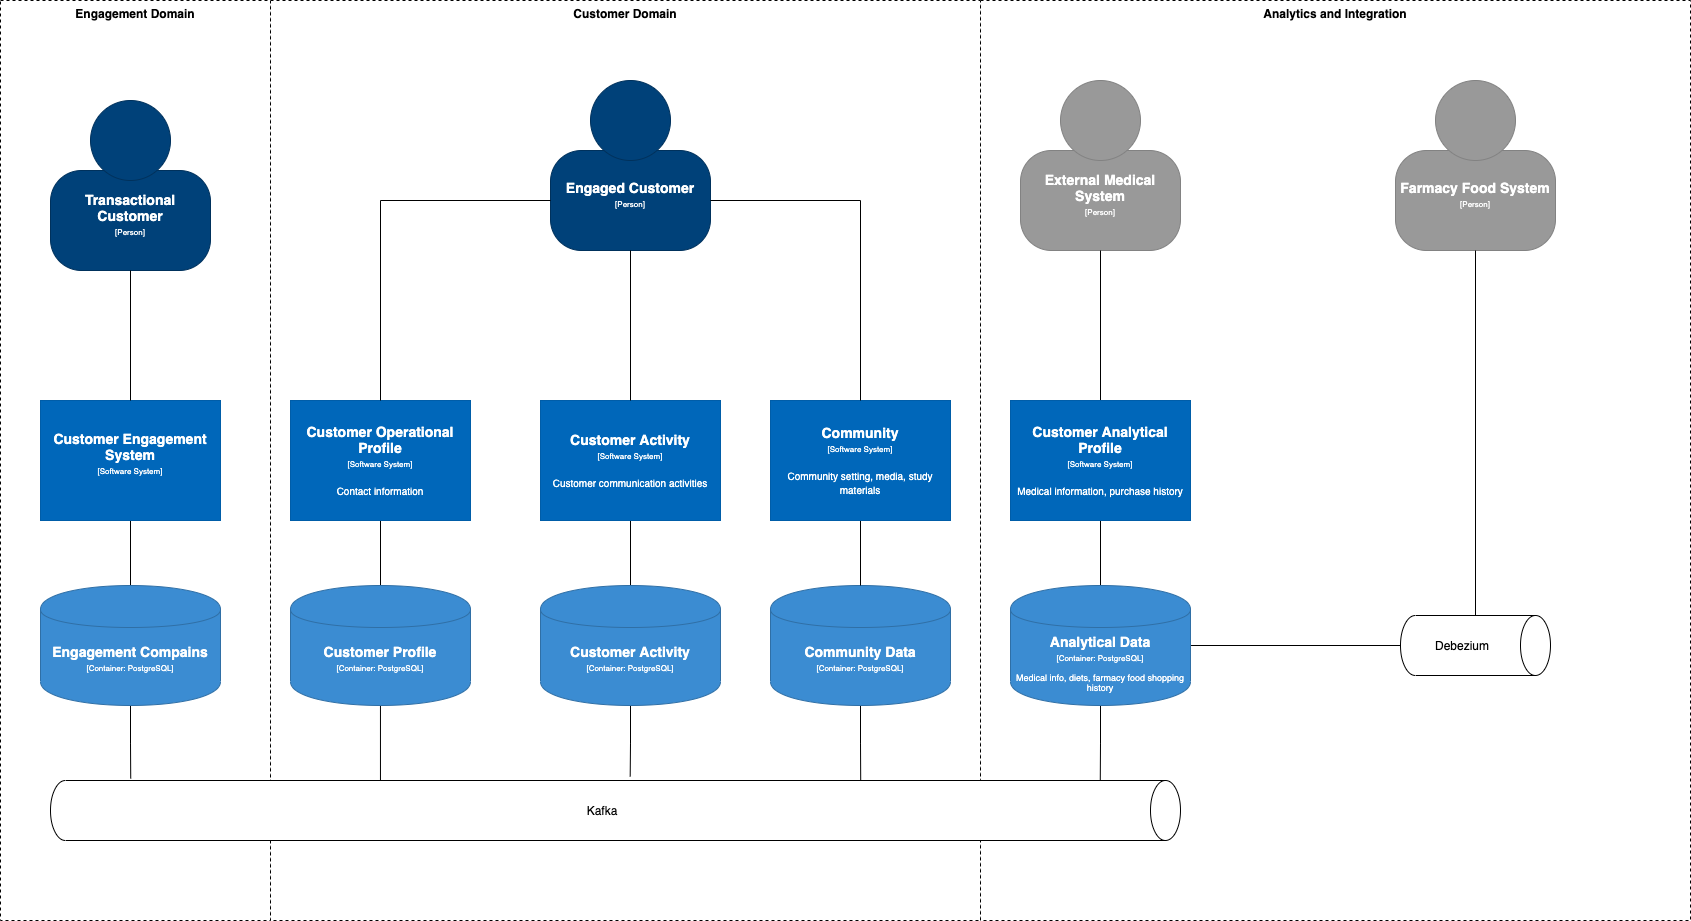 Engagement Domain
Customer Domain
Analytics and Integration
Transactional
Customer
[Person]
Engaged Customer
[Person]
External Medical
System
[Person]
Farmacy Food System
[Person]
Customer Engagement
System
[Software System]
Customer Operational
Profile
[Software System]
Contact information
Customer Activity
[Software System]
Customer communication activities
Community
[Software System]
Community setting, media, study
materials
Customer Analytical
Profile
[Software System]
Medical information, purchase history
Engagement Compains
[Container: PostgreSQL]
Customer Profile
[Container: PostgreSQL]
Customer Activity
[Container: PostgreSQL]
Community Data
[Container: PostgreSQL]
Analytical Data
[Container: PostgreSQL]
Medical info, diets, farmacy food shopping
history
Debezium
Kafka